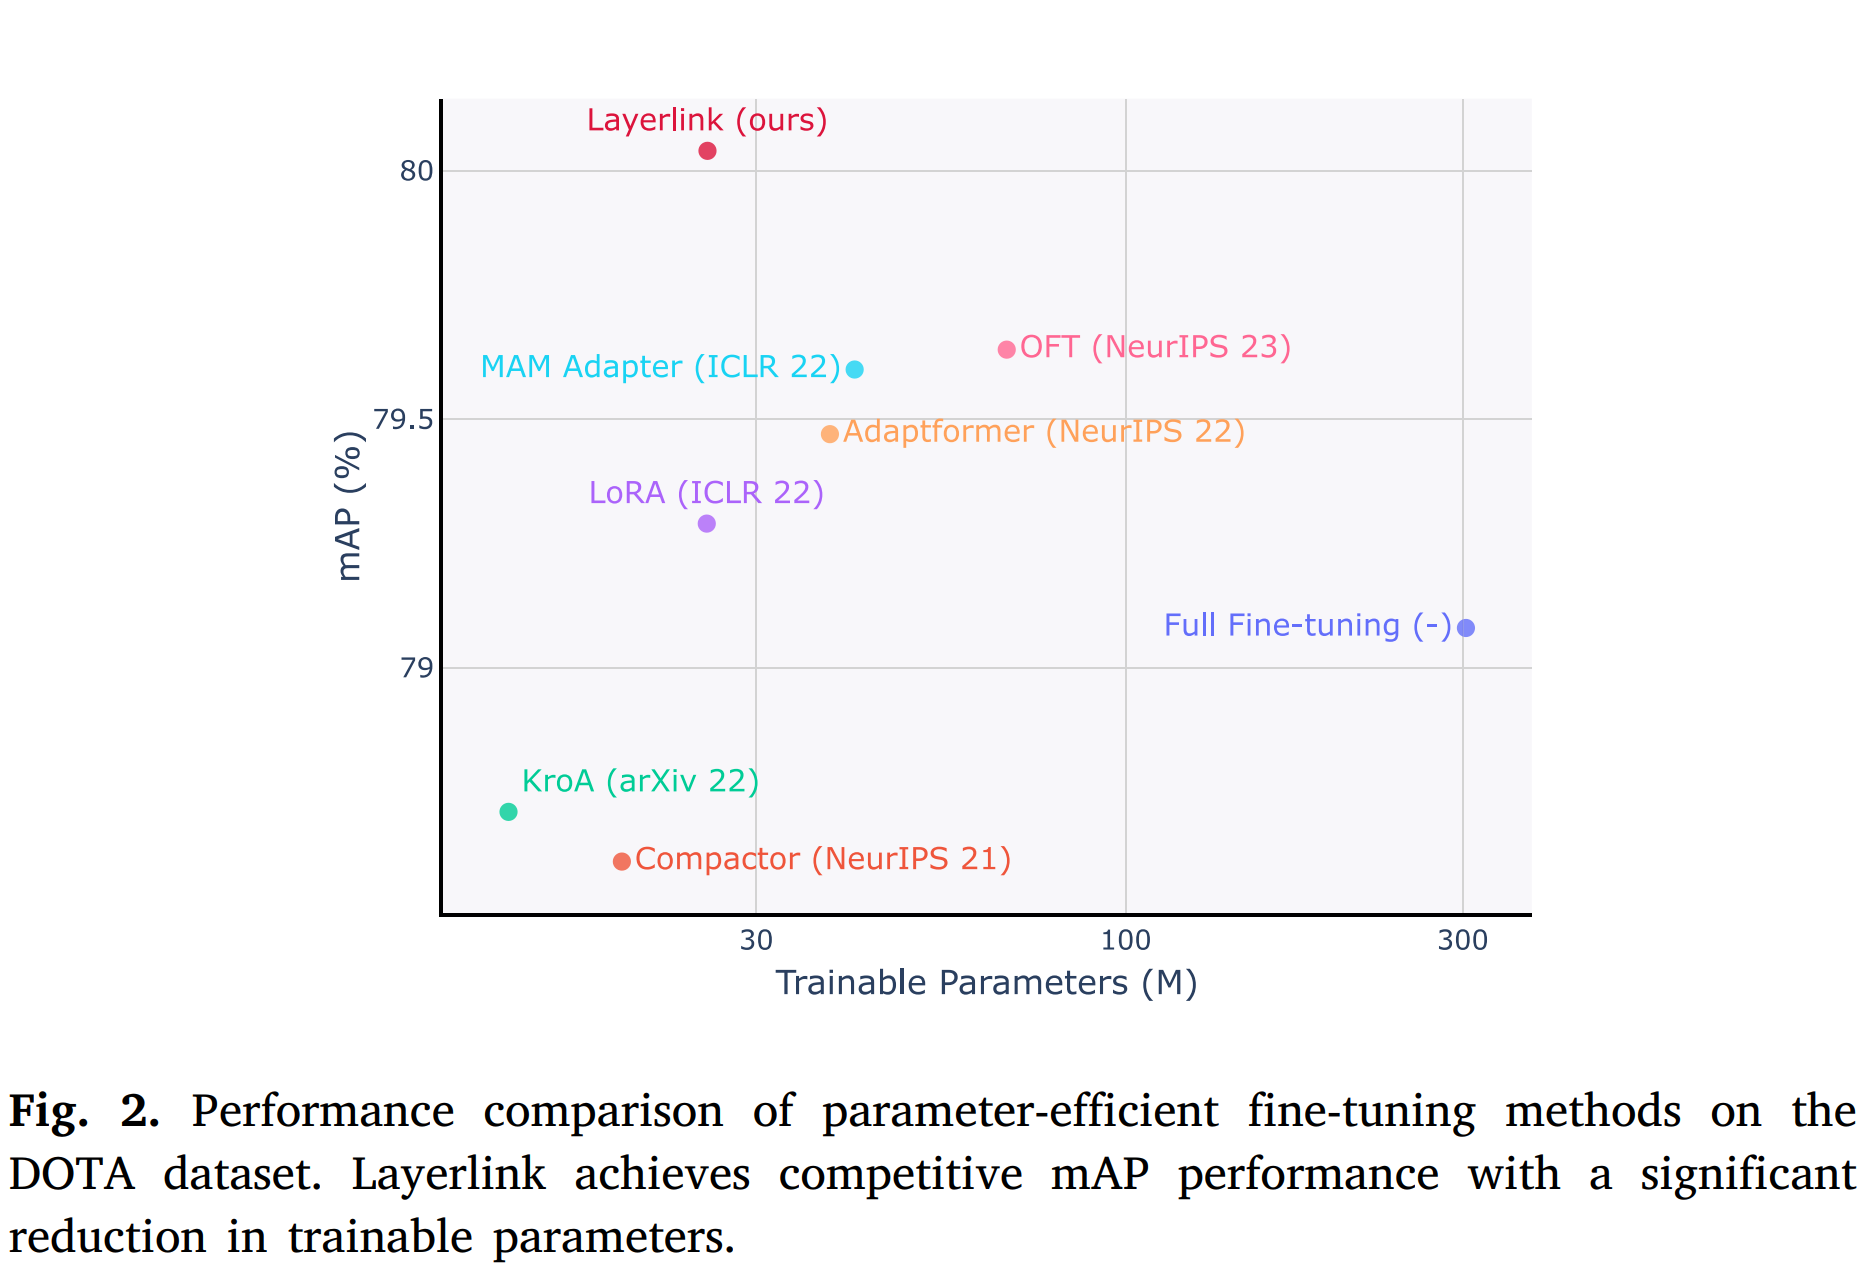 Layerlink (ours)
80
OFT (NeurIPS 23)
MAM Adapter (ICLR 22)
79.5
Adaptformer (NeurIPS 22)
mAP (%)
LoRA (ICLR 22)
Full Fine-tuning (-)
79
KroA (arXiv 22)
Compactor (NeurIPS 21)
30 100 300
Trainable Parameters (M)
Fig. 2. Performance comparison of parameter-efficient fine-tuning methods on the
DOTA dataset. Layerlink achieves competitive mAP performance with a significant
reduction in trainable parameters.